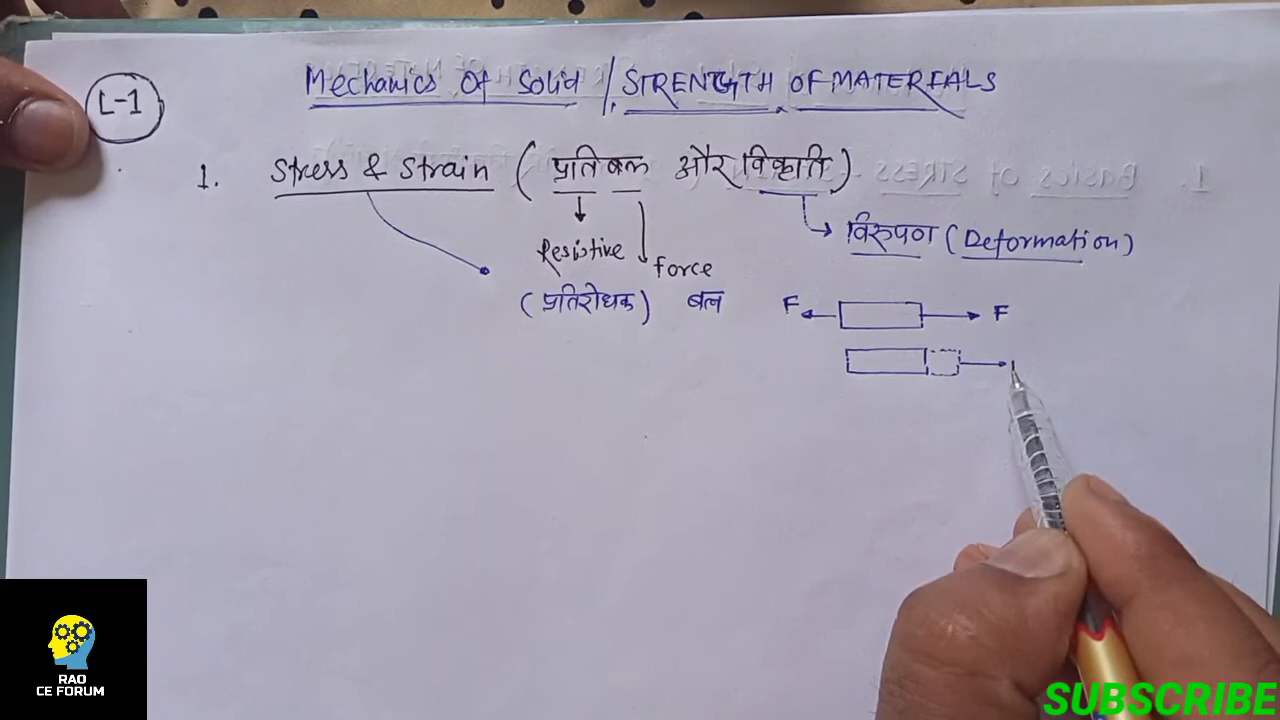 L-1
Mechanics Of Solid / STRENGTH OF MATERIALS
1. Stress & Strain ( प्रतिबल और विकृति )
विरुपण ( Deformation )
Resistive force
( प्रतिरोधक ) बल
F F
RAO
CE FORUM
SUBSCRIBE